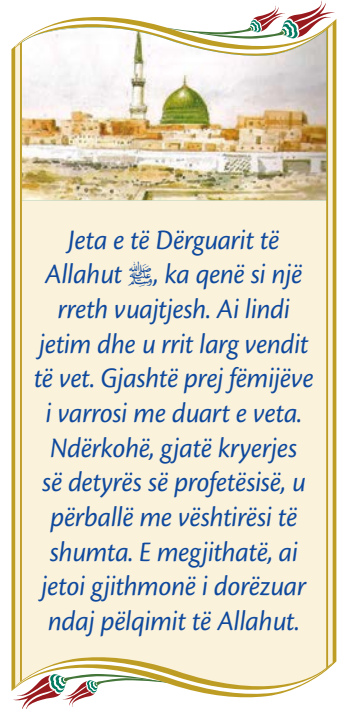 Jeta e të Dërguarit të
Allahut ﷺ, ka qenë si një
rreth vuajtjesh. Ai lindi
jetim dhe u rrit larg vendit
të vet. Gjashtë prej fëmijëve
i varrosi me duart e veta.
Ndërkohë, gjatë kryerjes
së detyrës së profetësisë, u
përballë me vështirësi të
shumta. E megjithatë, ai
jetoi gjithmonë i dorëzuar
ndaj pëlqimit të Allahut.